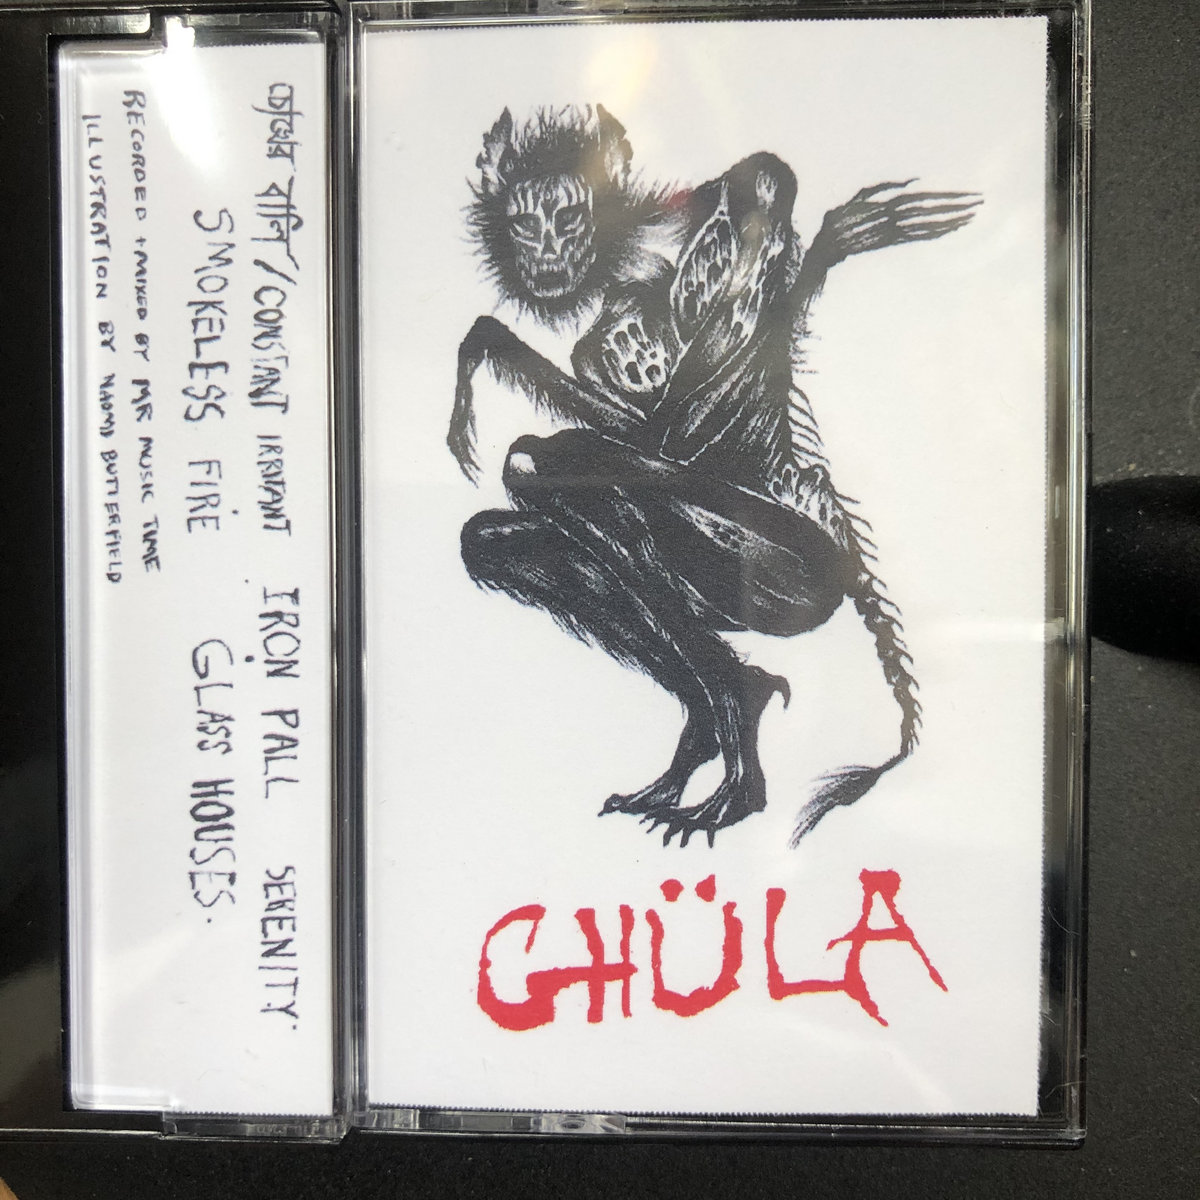 চোখের বালি/CONSTANT IRRITANT IRON PALL SERENITY.
SMOKELESS FIRE GLASS HOUSES.
RECORDED + MIXED BY MR MUSIC TIME
ILLUSTRATION BY NAOMI BUTTERFIELD
GHÜLA